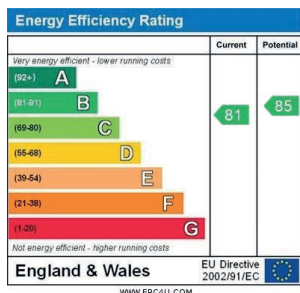 Energy Efficiency Rating
Current Potential
Very energy efficient - lower running costs
(92+) A
(81-91) B
81 85
(69-80) C
(55-68) D
(39-54) E
(21-38) F
(1-20) G
Not energy efficient - higher running costs
England & Wales
EU Directive
2002/91/EC
WWW.EPC4U.COM